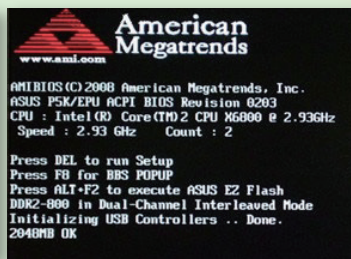 American
Megatrends
www.ami.com
AMIBIOS(C)2008 American Megatrends, Inc.
ASUS P5K/EPU ACPI BIOS Revision 0203
CPU : Intel(R) Core(TM)2 CPU X6800 @ 2.93GHz
Speed : 2.93 GHz Count : 2
Press DEL to run Setup
Press F8 for BBS POPUP
Press ALT+F2 to execute ASUS EZ Flash
DDR2-800 in Dual-Channel Interleaved Mode
Initializing USB Controllers .. Done.
2048MB OK